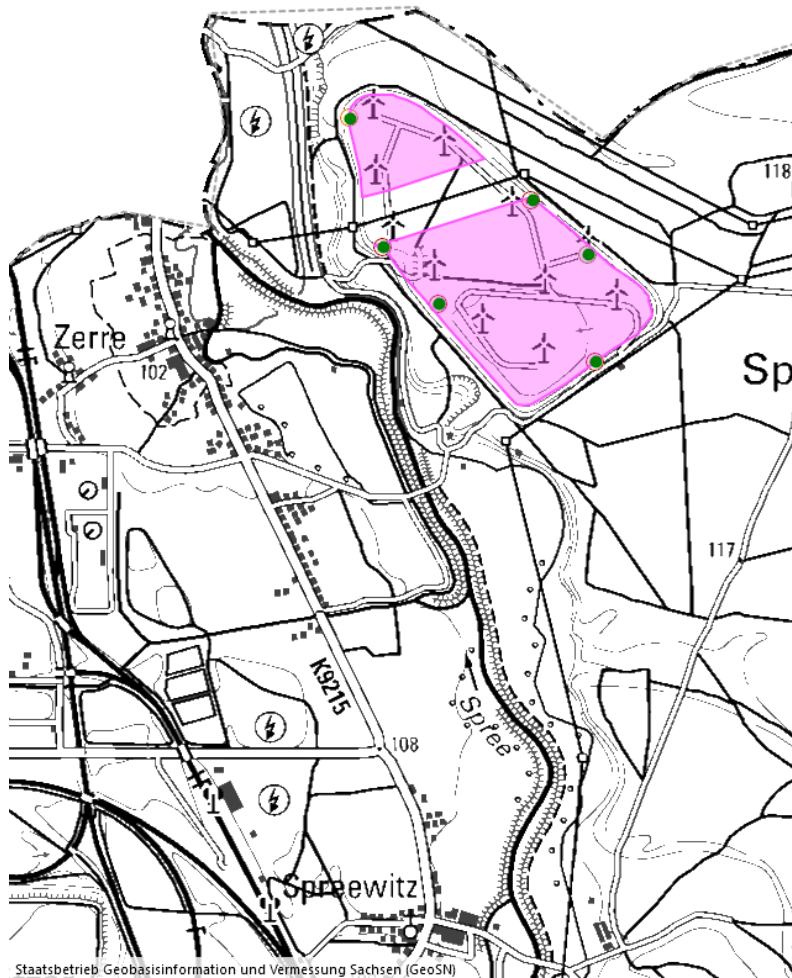 118
Zerre
102
Sp
117
K9215
Spree
108
Spreewitz
Staatsbetrieb Geobasisinformation und Vermessung Sachsen (GeoSN)